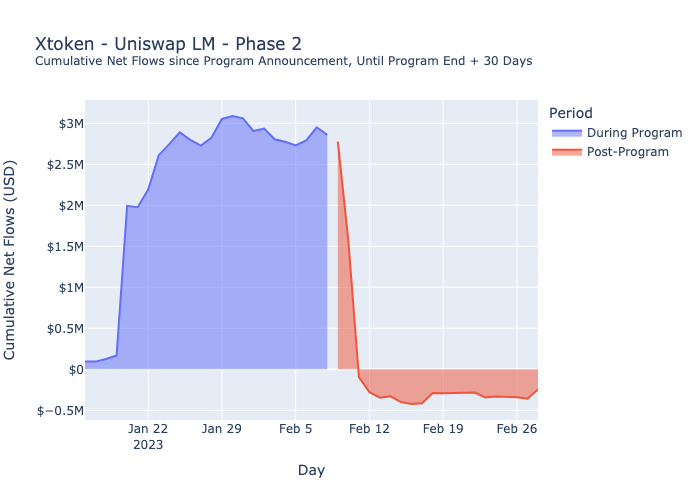 Xtoken - Uniswap LM - Phase 2
Cumulative Net Flows since Program Announcement, Until Program End + 30 Days
Period
During Program
Post-Program
Cumulative Net Flows (USD)
$3M
$2.5M
$2M
$1.5M
$1M
$0.5M
$0
$−0.5M
Jan 22
2023
Jan 29
Feb 5
Feb 12
Feb 19
Feb 26
Day